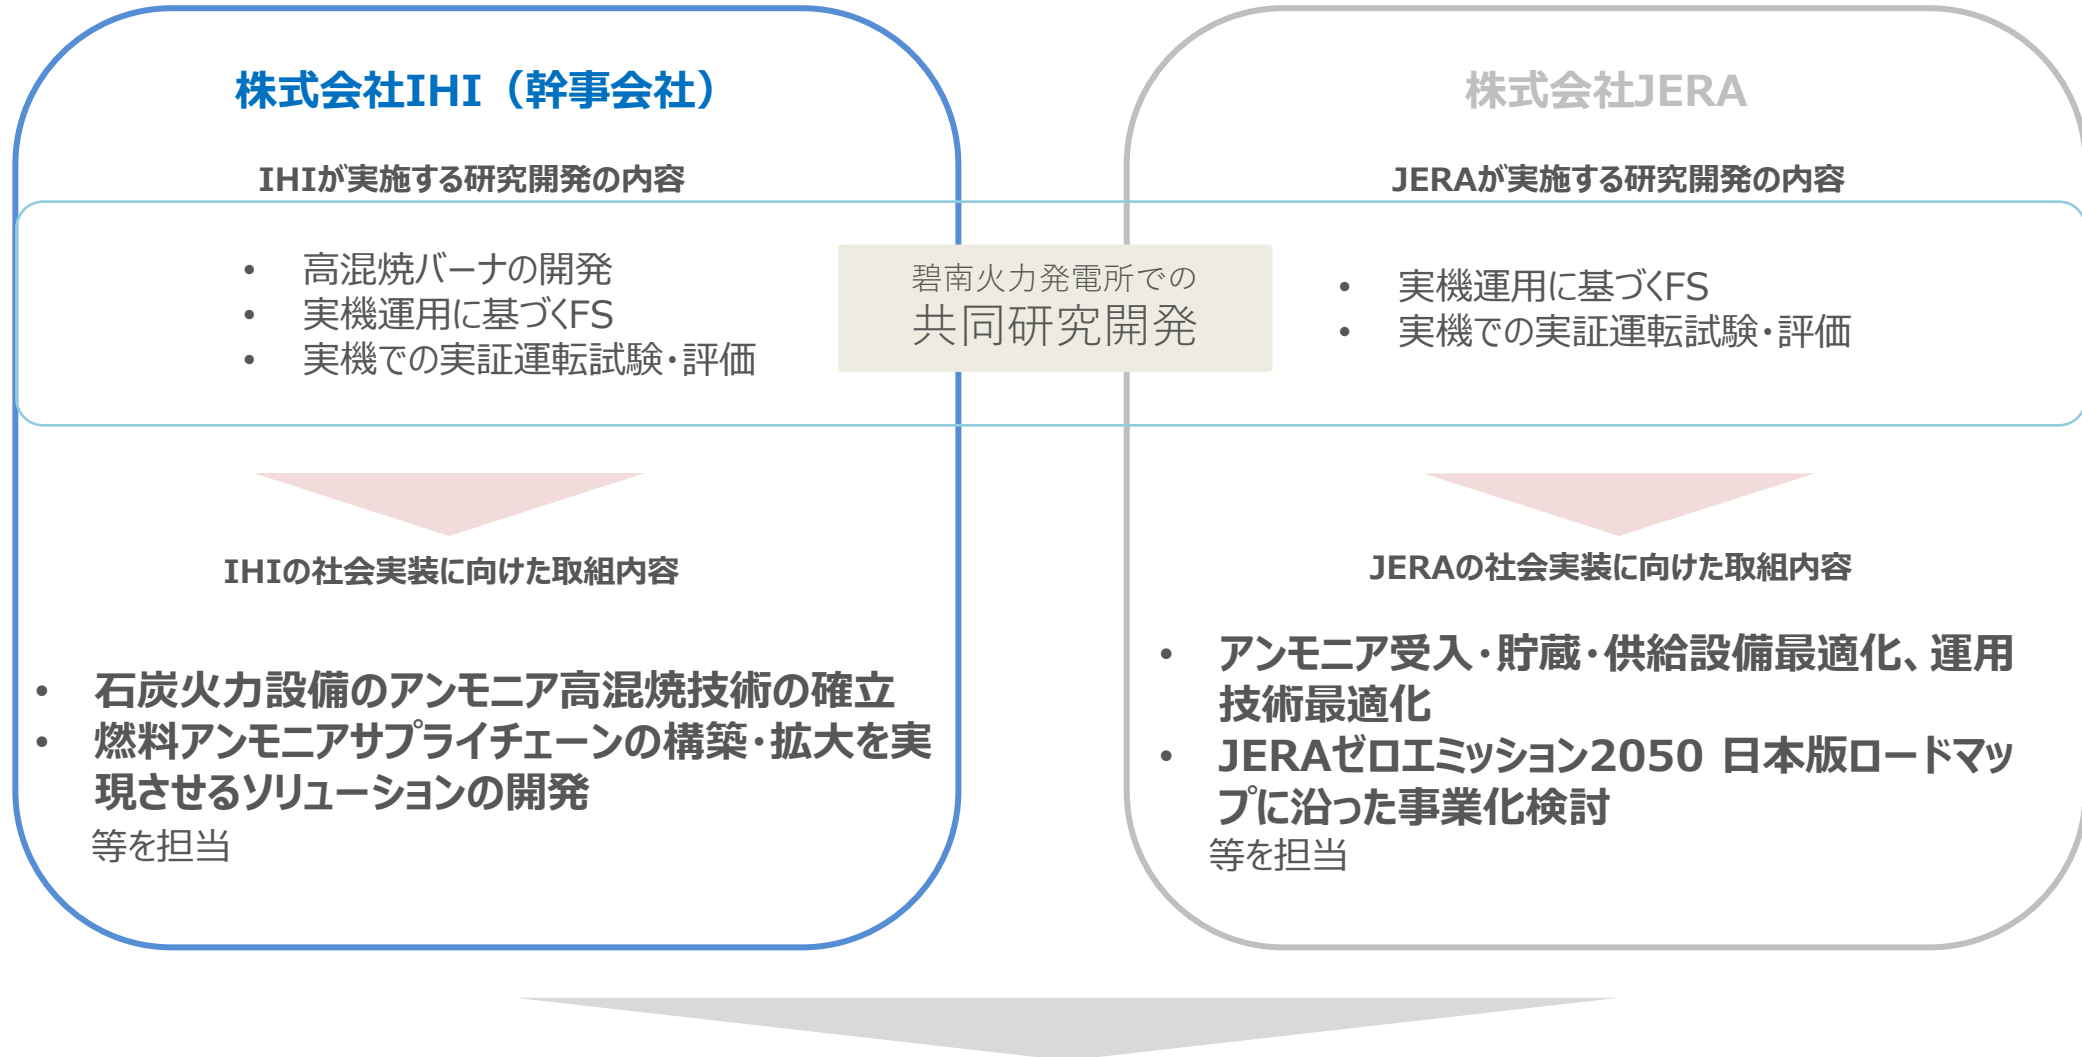 株式会社IHI（幹事会社）
IHIが実施する研究開発の内容
• 高混焼バーナの開発
• 実機運用に基づくFS
• 実機での実証運転試験・評価
碧南火力発電所での
共同研究開発
IHIの社会実装に向けた取組内容
• 石炭火力設備のアンモニア高混焼技術の確立
• 燃料アンモニアサプライチェーンの構築・拡大を実
現させるソリューションの開発
等を担当
株式会社JERA
JERAが実施する研究開発の内容
• 実機運用に基づくFS
• 実機での実証運転試験・評価
JERAの社会実装に向けた取組内容
• アンモニア受入・貯蔵・供給設備最適化、運用
技術最適化
• JERAゼロエミッション2050 日本版ロードマッ
プに沿った事業化検討
等を担当